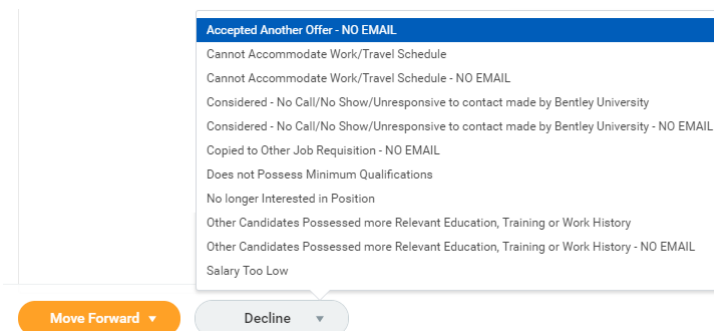 Accepted Another Offer - NO EMAIL
Cannot Accommodate Work/Travel Schedule
Cannot Accommodate Work/Travel Schedule - NO EMAIL
Considered - No Call/No Show/Unresponsive to contact made by Bentley University
Considered - No Call/No Show/Unresponsive to contact made by Bentley University - NO EMAIL
Copied to Other Job Requisition - NO EMAIL
Does not Possess Minimum Qualifications
No longer Interested in Position
Other Candidates Possessed more Relevant Education, Training or Work History
Other Candidates Possessed more Relevant Education, Training or Work History - NO EMAIL
Salary Too Low
Move Forward Decline